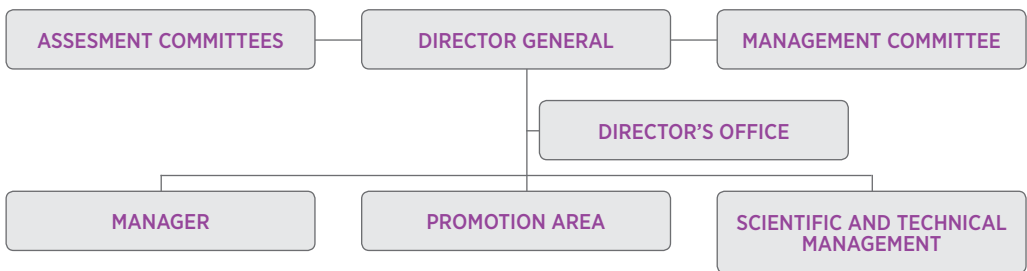 ASSESMENT COMMITTEES
DIRECTOR GENERAL
MANAGEMENT COMMITTEE
DIRECTOR’S OFFICE
MANAGER
PROMOTION AREA
SCIENTIFIC AND TECHNICAL
MANAGEMENT